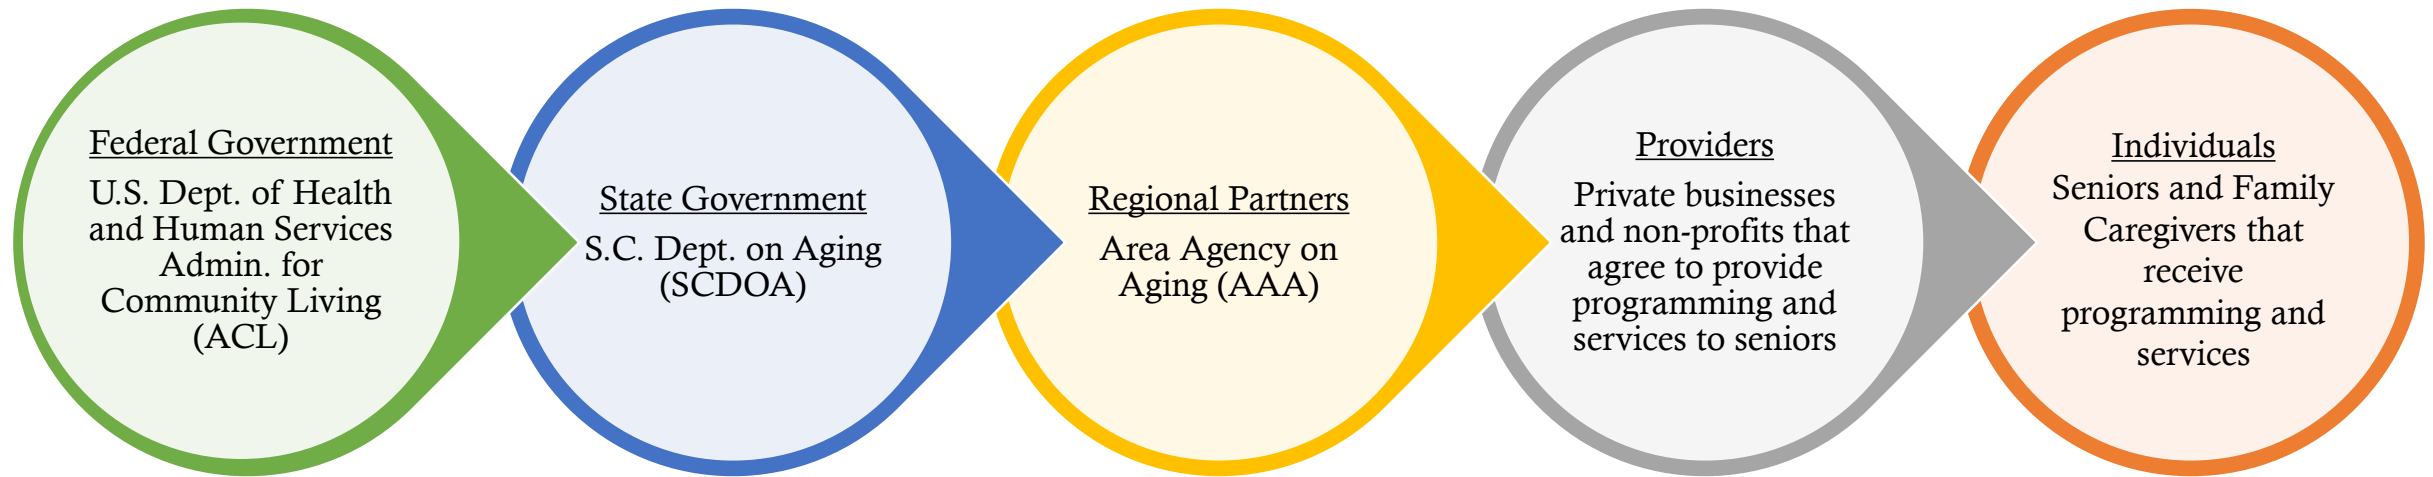 Federal Government
U.S. Dept. of Health
and Human Services
Admin. for
Community Living
(ACL)
State Government
S.C. Dept. on Aging
(SCDOA)
Regional Partners
Area Agency on
Aging (AAA)
Providers
Private businesses
and non-profits that
agree to provide
programming and
services to seniors
Individuals
Seniors and Family
Caregivers that
receive
programming and
services